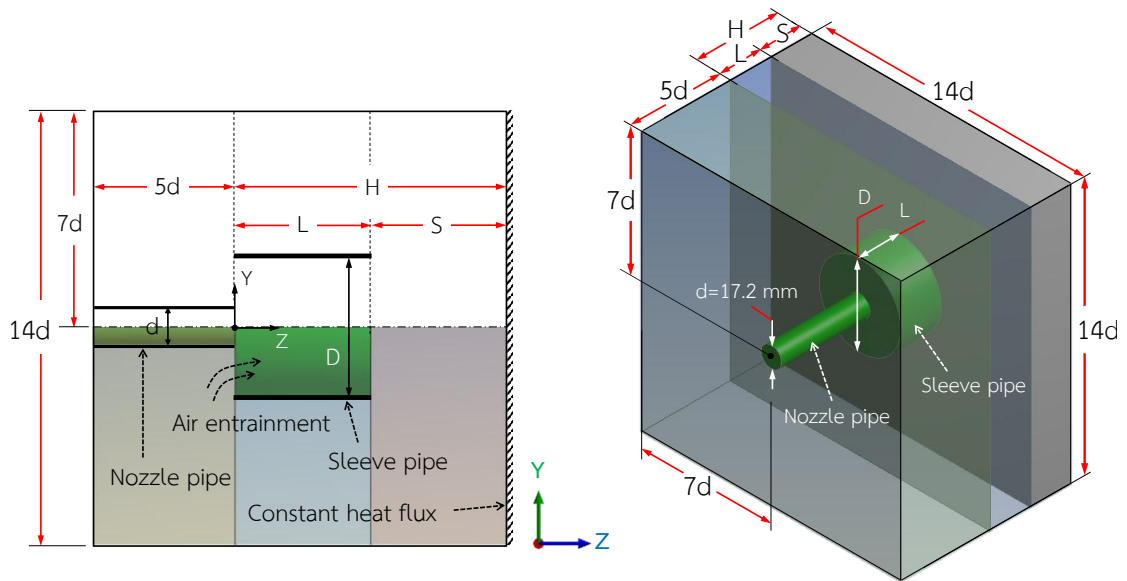 5d
H
L
S
7d
14d
Y
d
Z
D
Air entrainment
Nozzle pipe
Sleeve pipe
Constant heat flux
Y
Z
H
S
L
5d
14d
7d
D
L
d=17.2 mm
14d
Sleeve pipe
Nozzle pipe
7d